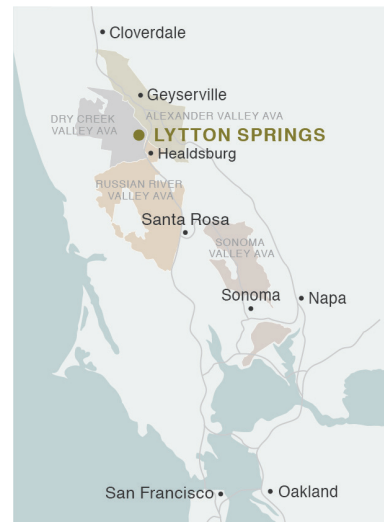 Cloverdale
Geyserville
DRY CREEK
VALLEY AVA
ALEXANDER VALLEY AVA
LYTTON SPRINGS
Healdsburg
RUSSIAN RIVER
VALLEY AVA
Santa Rosa
SONOMA
VALLEY AVA
Sonoma
Napa
San Francisco
Oakland